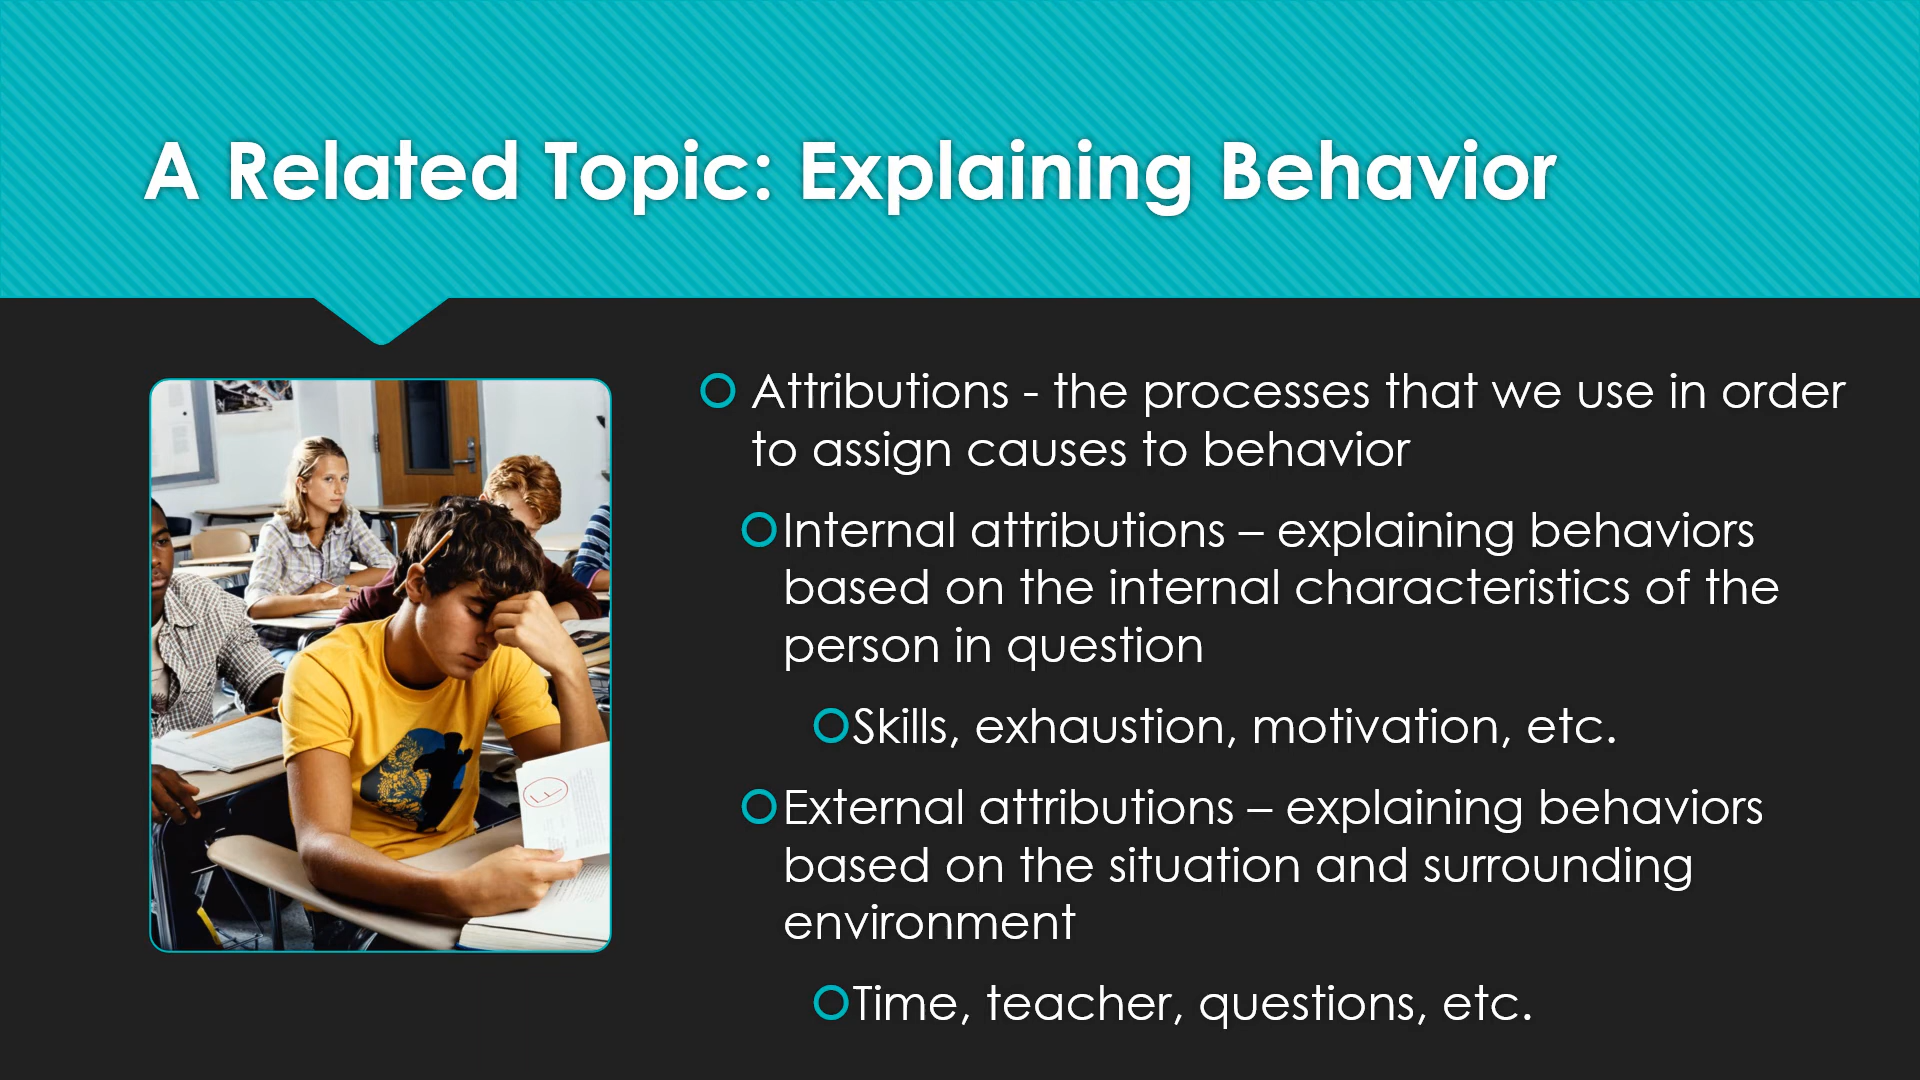 A Related Topic: Explaining Behavior
Attributions - the processes that we use in order
to assign causes to behavior
Internal attributions – explaining behaviors
based on the internal characteristics of the
person in question
Skills, exhaustion, motivation, etc.
External attributions – explaining behaviors
based on the situation and surrounding
environment
Time, teacher, questions, etc.
F